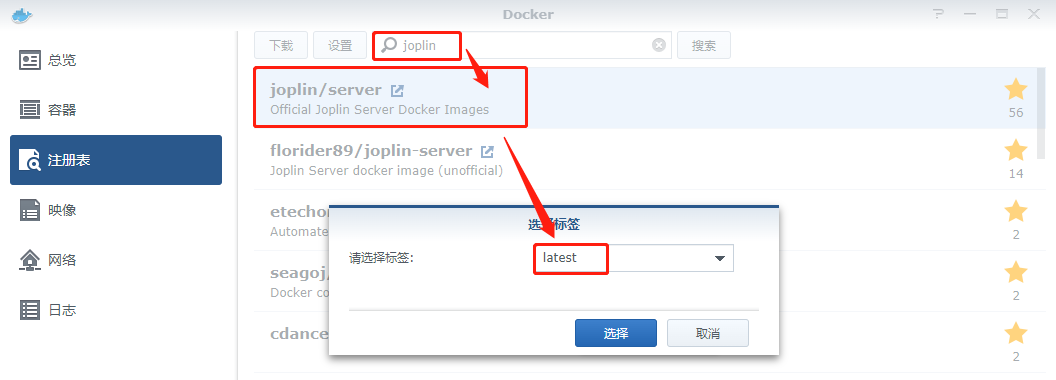 Docker
总览
容器
注册表
映像
网络
日志
下载
设置
joplin
搜索
joplin/server
Official Joplin Server Docker Images
56
florider89/joplin-server
Joplin Server docker image (unofficial)
14
etechor
Automate
2
seagoj/
Docker co
2
cdance
2
选择标签
请选择标签:
latest
选择
取消